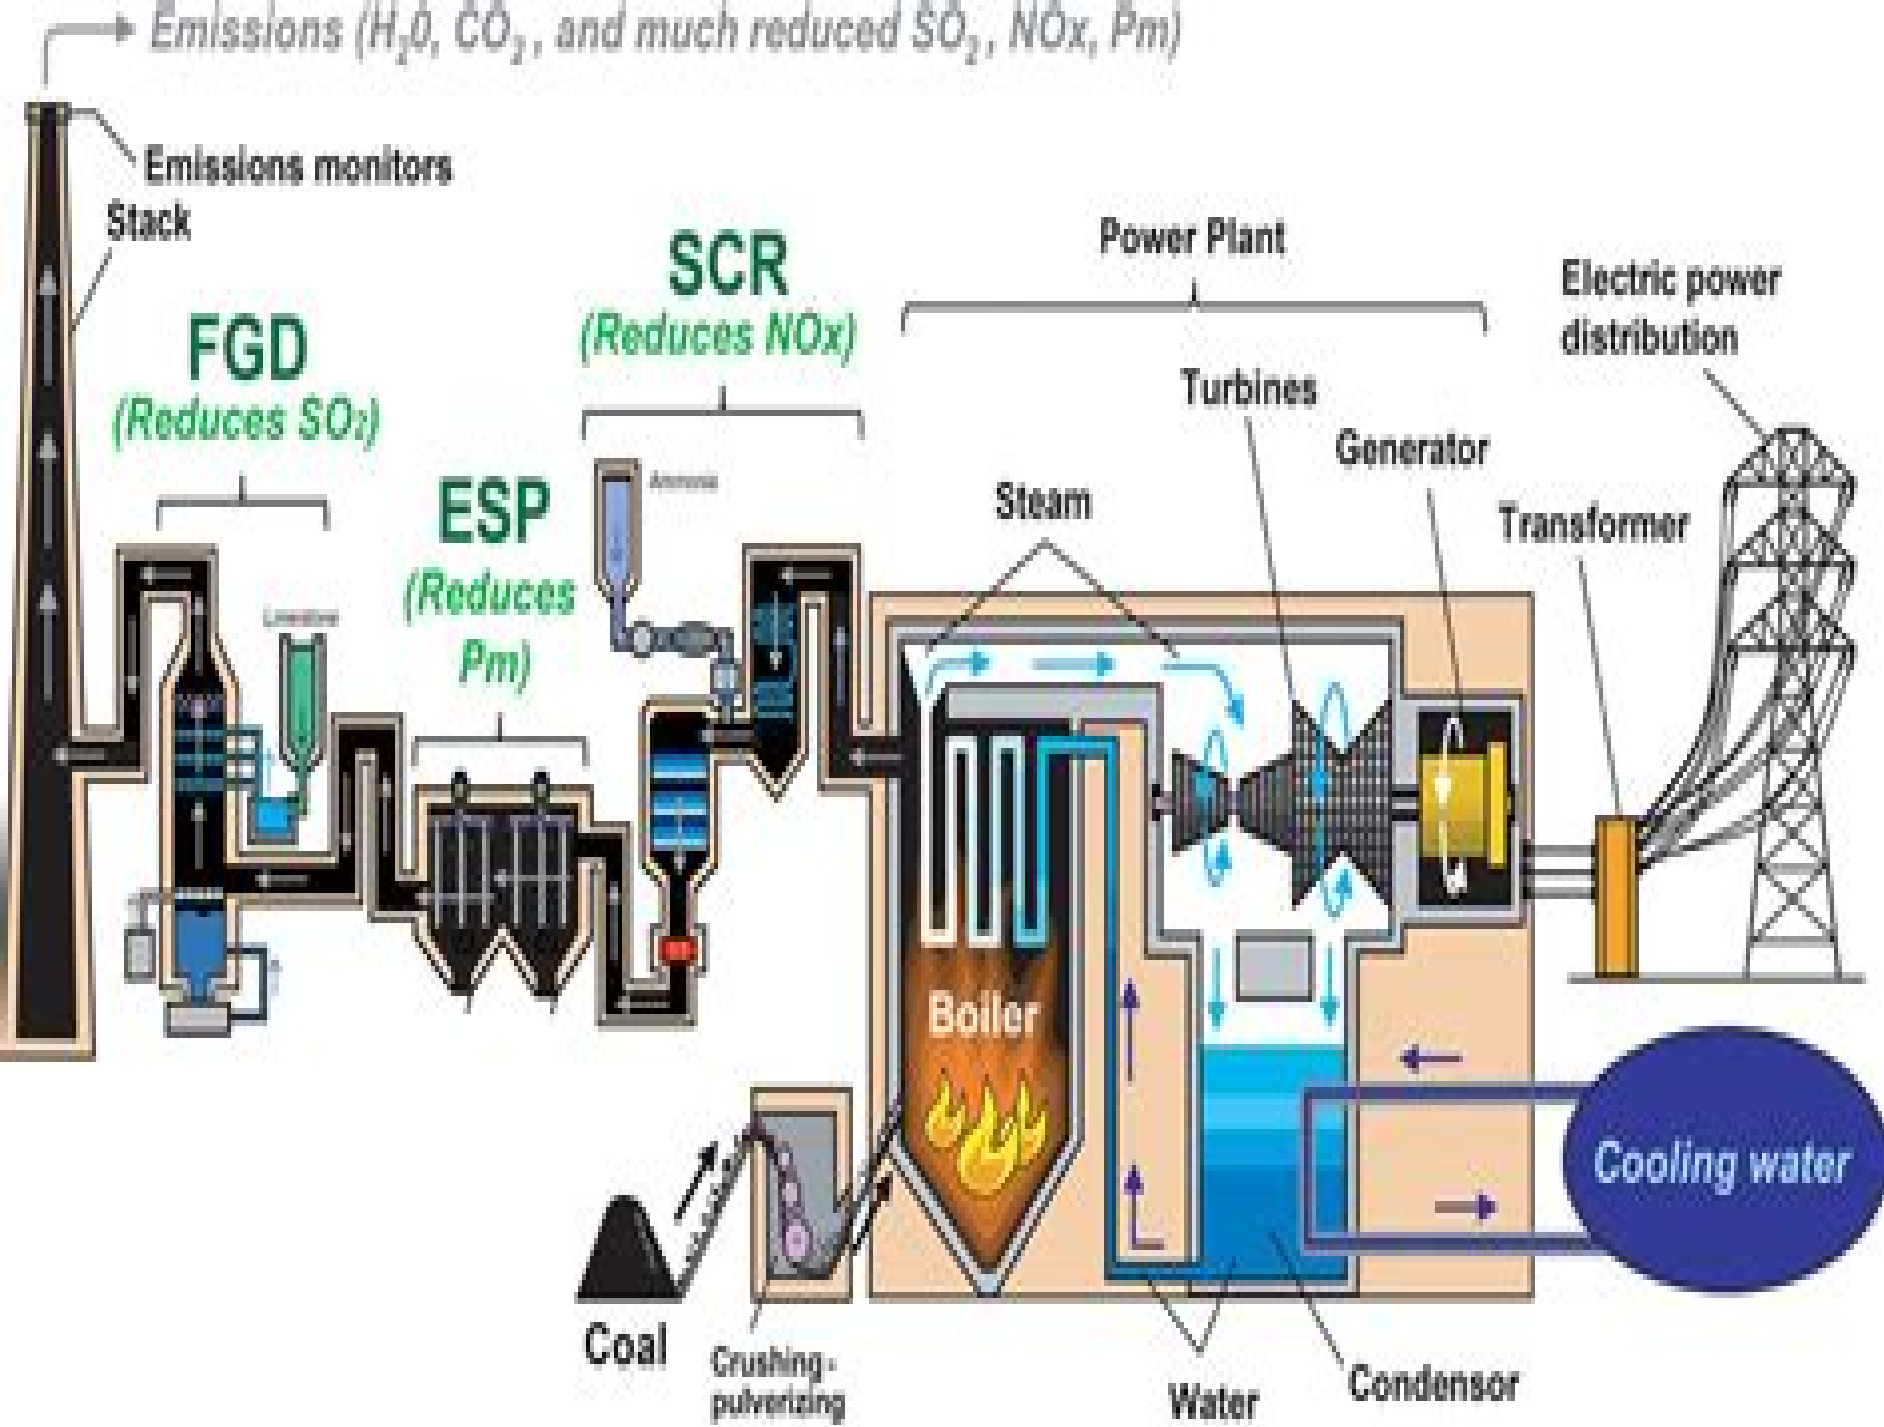 Emissions (H₂0, CO₂, and much reduced SO₂, NOx, Pm)
Emissions monitors
Stack
FGD
(Reduces SO₂)
ESP
(Reduces
Pm)
SCR
(Reduces NOx)
Power Plant
Electric power
distribution
Turbines
Generator
Steam
Transformer
Ammonia
Limestone
Boiler
Cooling water
Coal
Crushing-
pulverizing
Water
Condensor